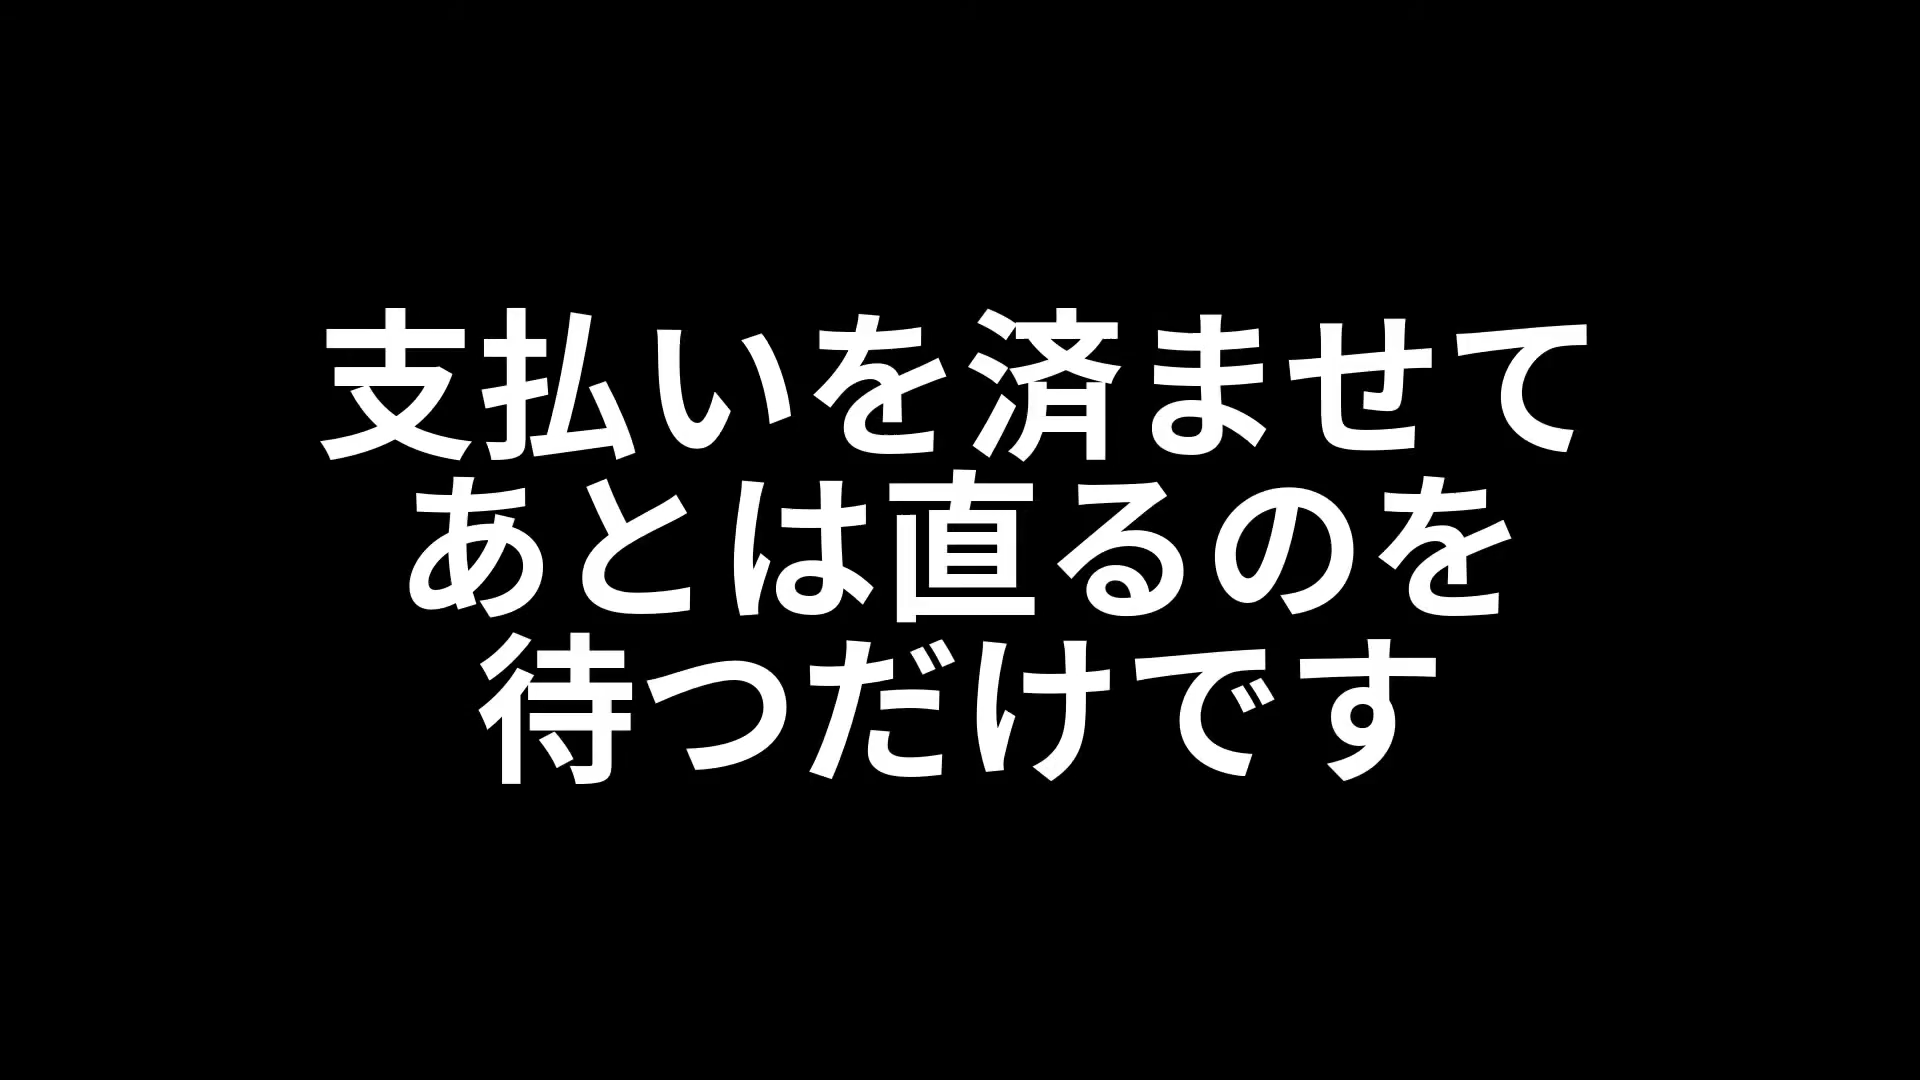 支払いを済ませて
あとは直るのを
待つだけです